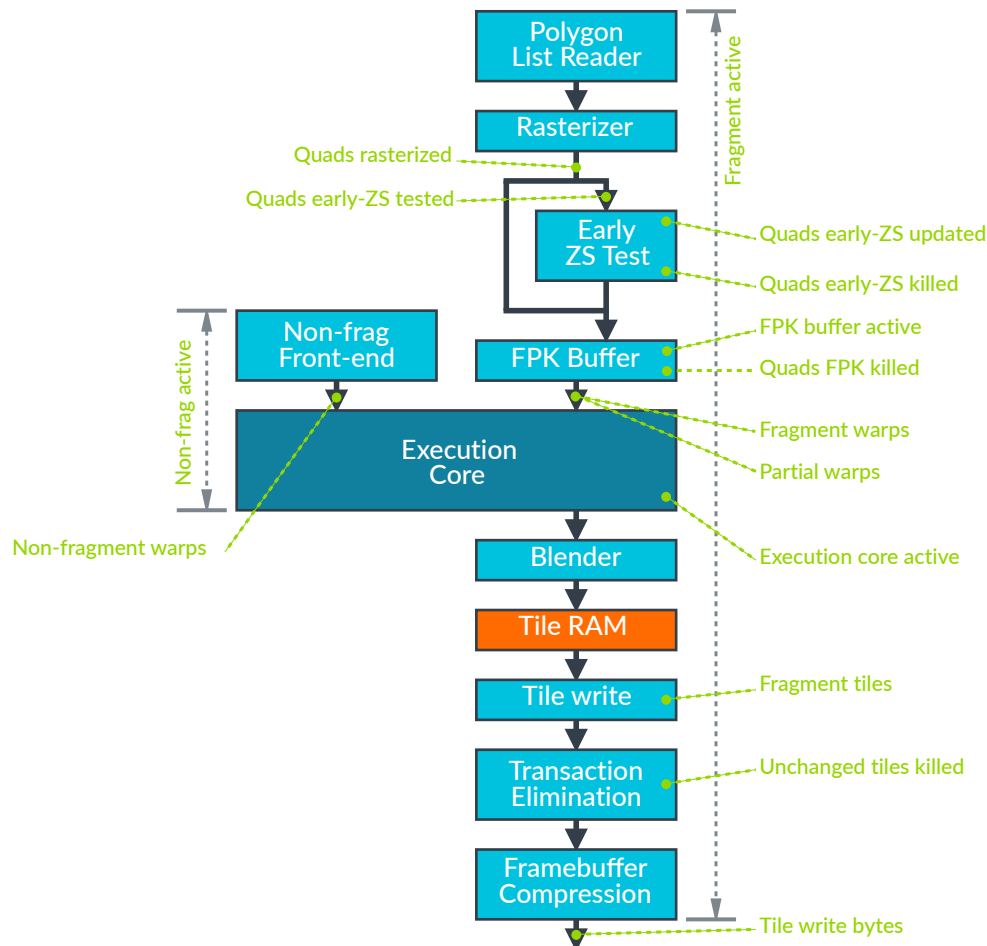 Polygon
List Reader
Fragment active
Rasterizer
Quads rasterized
Quads early-ZS tested
Early
ZS Test
Quads early-ZS updated
Quads early-ZS killed
Non-frag
Front-end
FPK Buffer
FPK buffer active
Quads FPK killed
Non-frag active
Execution
Core
Fragment warps
Partial warps
Non-fragment warps
Execution core active
Blender
Tile RAM
Tile write
Fragment tiles
Transaction
Elimination
Unchanged tiles killed
Framebuffer
Compression
Tile write bytes